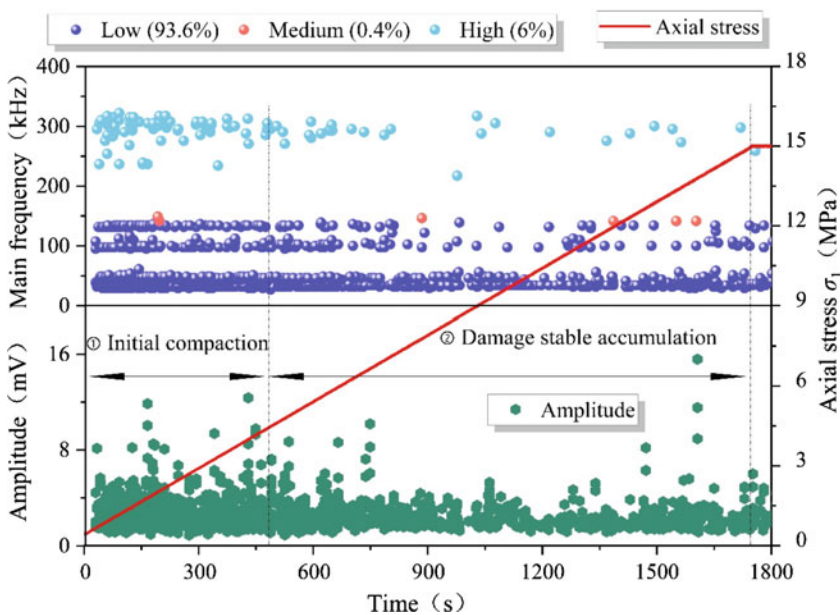 Low (93.6%) Medium (0.4%) High (6%) Axial stress
400
300
200
100
0
Main frequency (kHz)
16
12
8
4
0
Amplitude (mV)
18
15
12
9
6
3
0
Axial stress σ1 (MPa)
① Initial compaction
② Damage stable accumulation
Amplitude
0 300 600 900 1200 1500 1800
Time (s)